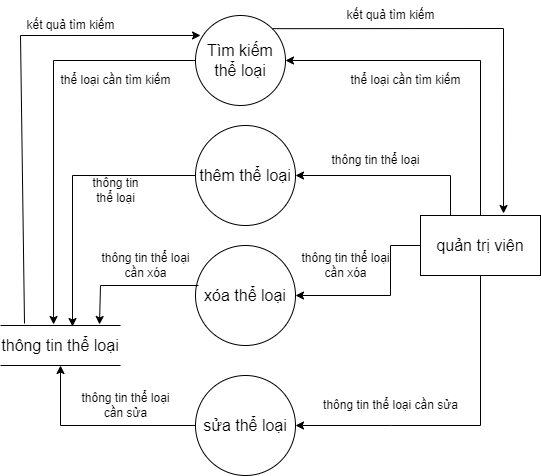 kết quả tìm kiếm
kết quả tìm kiếm
Tìm kiếm
thể loại
thể loại cần tìm kiếm
thể loại cần tìm kiếm
thông tin thể loại
thêm thể loại
thông tin
thể loại
quản trị viên
thông tin thể loại
cần xóa
thông tin thể loại
cần xóa
xóa thể loại
thông tin thể loại
thông tin thể loại
cần sửa
thông tin thể loại cần sửa
sửa thể loại